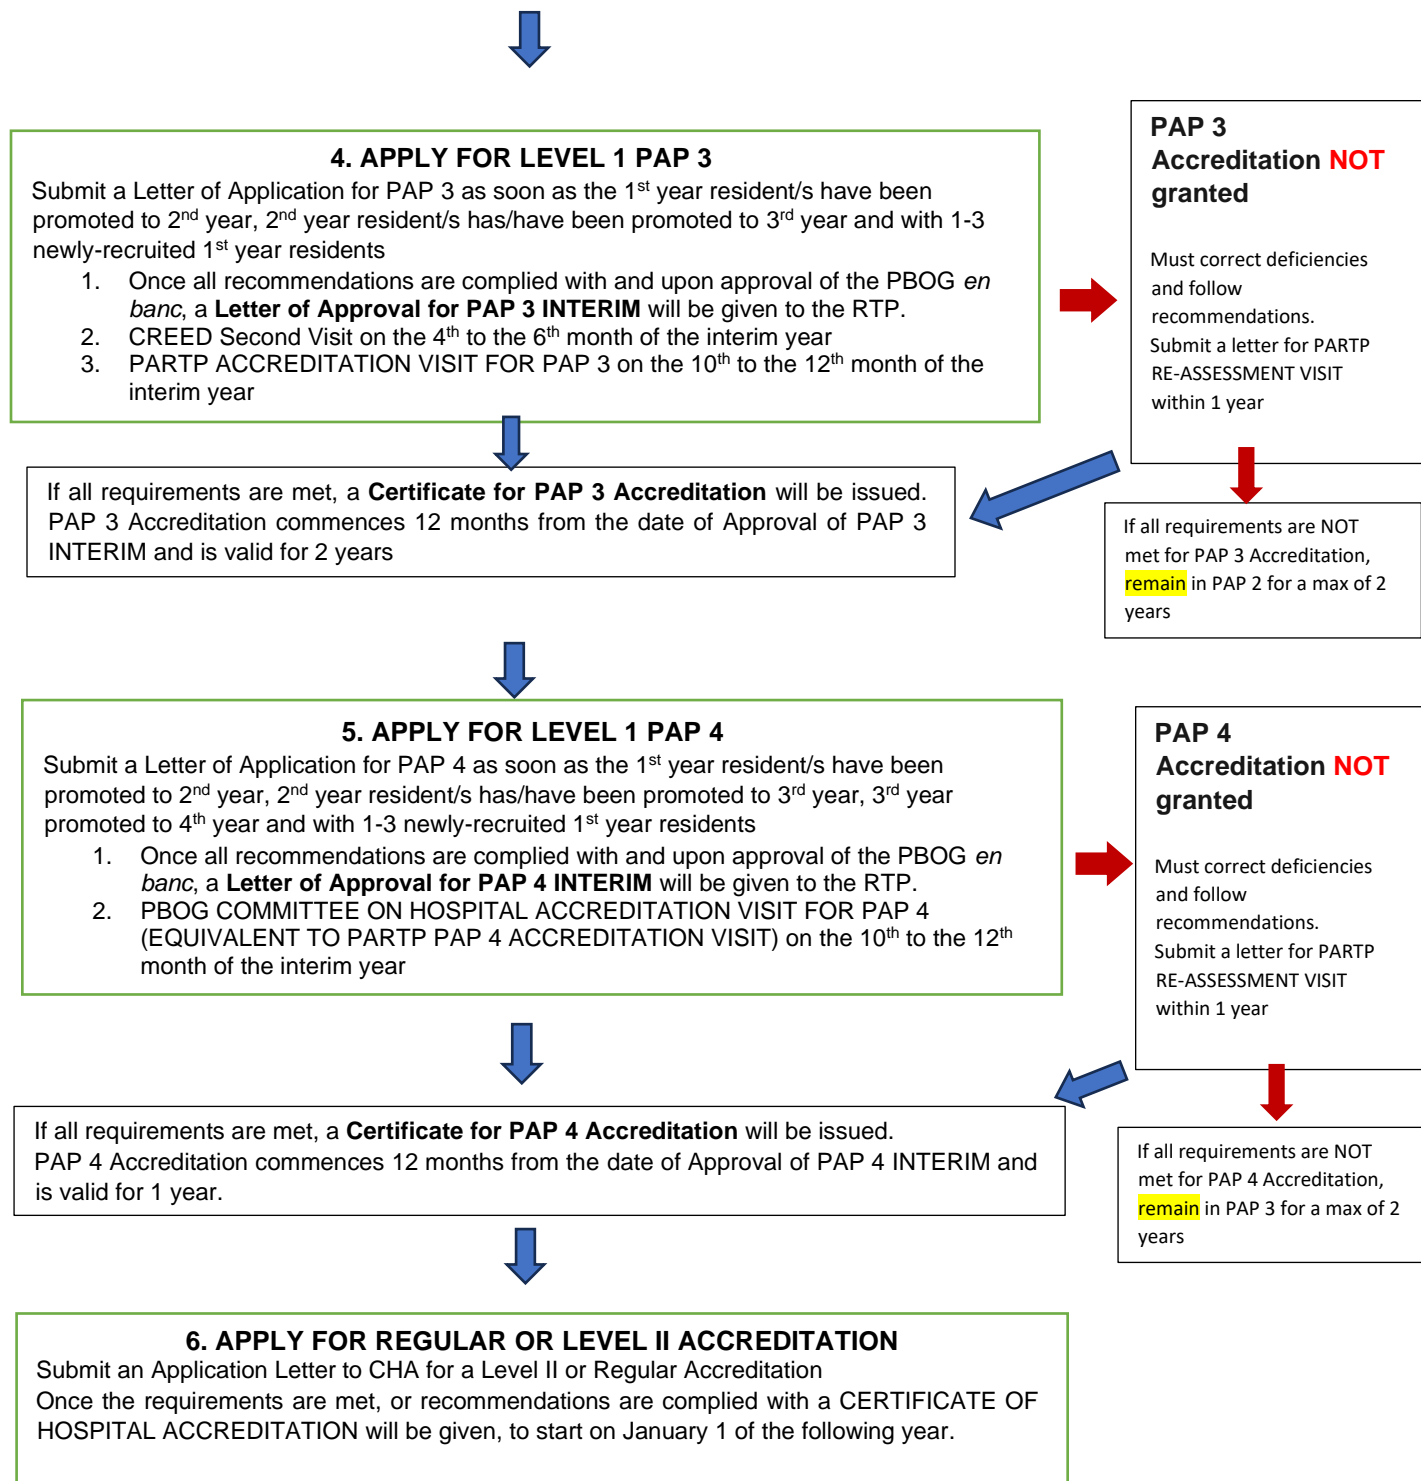 4. APPLY FOR LEVEL 1 PAP 3
Submit a Letter of Application for PAP 3 as soon as the 1st year resident/s have been
promoted to 2nd year, 2nd year resident/s has/have been promoted to 3rd year and with 1-3
newly-recruited 1st year residents
1. Once all recommendations are complied with and upon approval of the PBOG en
banc, a Letter of Approval for PAP 3 INTERIM will be given to the RTP.
2. CREED Second Visit on the 4th to the 6th month of the interim year
3. PARTP ACCREDITATION VISIT FOR PAP 3 on the 10th to the 12th month of the
interim year
PAP 3
Accreditation NOT
granted
Must correct deficiencies
and follow
recommendations.
Submit a letter for PARTP
RE-ASSESSMENT VISIT
within 1 year
If all requirements are met, a Certificate for PAP 3 Accreditation will be issued.
PAP 3 Accreditation commences 12 months from the date of Approval of PAP 3
INTERIM and is valid for 2 years
If all requirements are NOT
met for PAP 3 Accreditation,
remain in PAP 2 for a max of 2
years
5. APPLY FOR LEVEL 1 PAP 4
Submit a Letter of Application for PAP 4 as soon as the 1st year resident/s have been
promoted to 2nd year, 2nd year resident/s has/have been promoted to 3rd year, 3rd year
promoted to 4th year and with 1-3 newly-recruited 1st year residents
1. Once all recommendations are complied with and upon approval of the PBOG en
banc, a Letter of Approval for PAP 4 INTERIM will be given to the RTP.
2. PBOG COMMITTEE ON HOSPITAL ACCREDITATION VISIT FOR PAP 4
(EQUIVALENT TO PARTP PAP 4 ACCREDITATION VISIT) on the 10th to the 12th
month of the interim year
PAP 4
Accreditation NOT
granted
Must correct deficiencies
and follow
recommendations.
Submit a letter for PARTP
RE-ASSESSMENT VISIT
within 1 year
If all requirements are met, a Certificate for PAP 4 Accreditation will be issued.
PAP 4 Accreditation commences 12 months from the date of Approval of PAP 4 INTERIM and
is valid for 1 year.
If all requirements are NOT
met for PAP 4 Accreditation,
remain in PAP 3 for a max of 2
years
6. APPLY FOR REGULAR OR LEVEL II ACCREDITATION
Submit an Application Letter to CHA for a Level II or Regular Accreditation
Once the requirements are met, or recommendations are complied with a CERTIFICATE OF
HOSPITAL ACCREDITATION will be given, to start on January 1 of the following year.